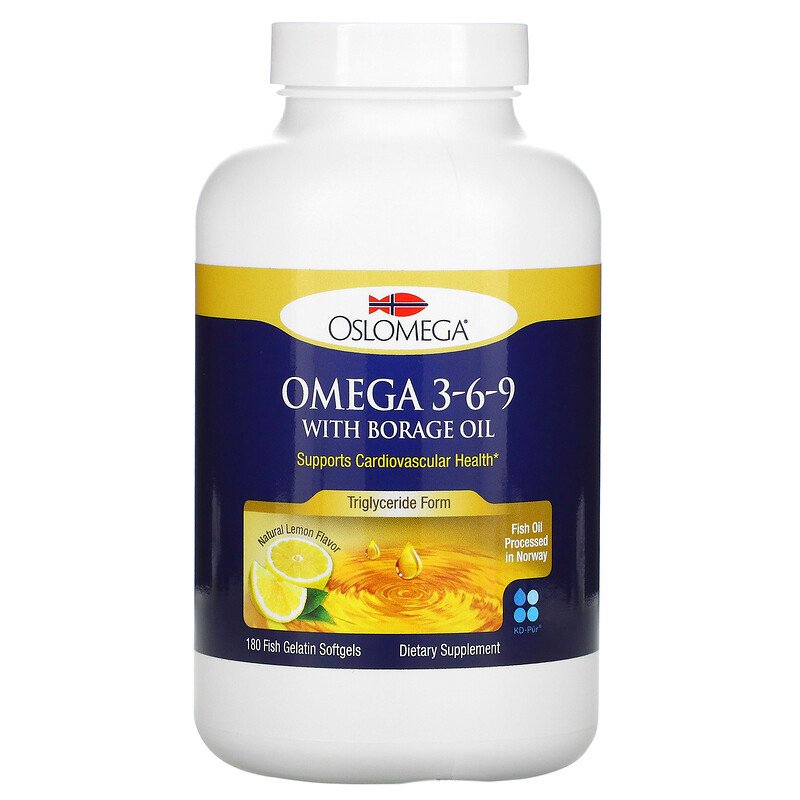 OSLOMEGA®
OMEGA 3-6-9
WITH BORAGE OIL
Supports Cardiovascular Health*
Triglyceride Form
Natural Lemon Flavor
Fish Oil
Processed
in Norway
KD-Pür®
180 Fish Gelatin Softgels
Dietary Supplement